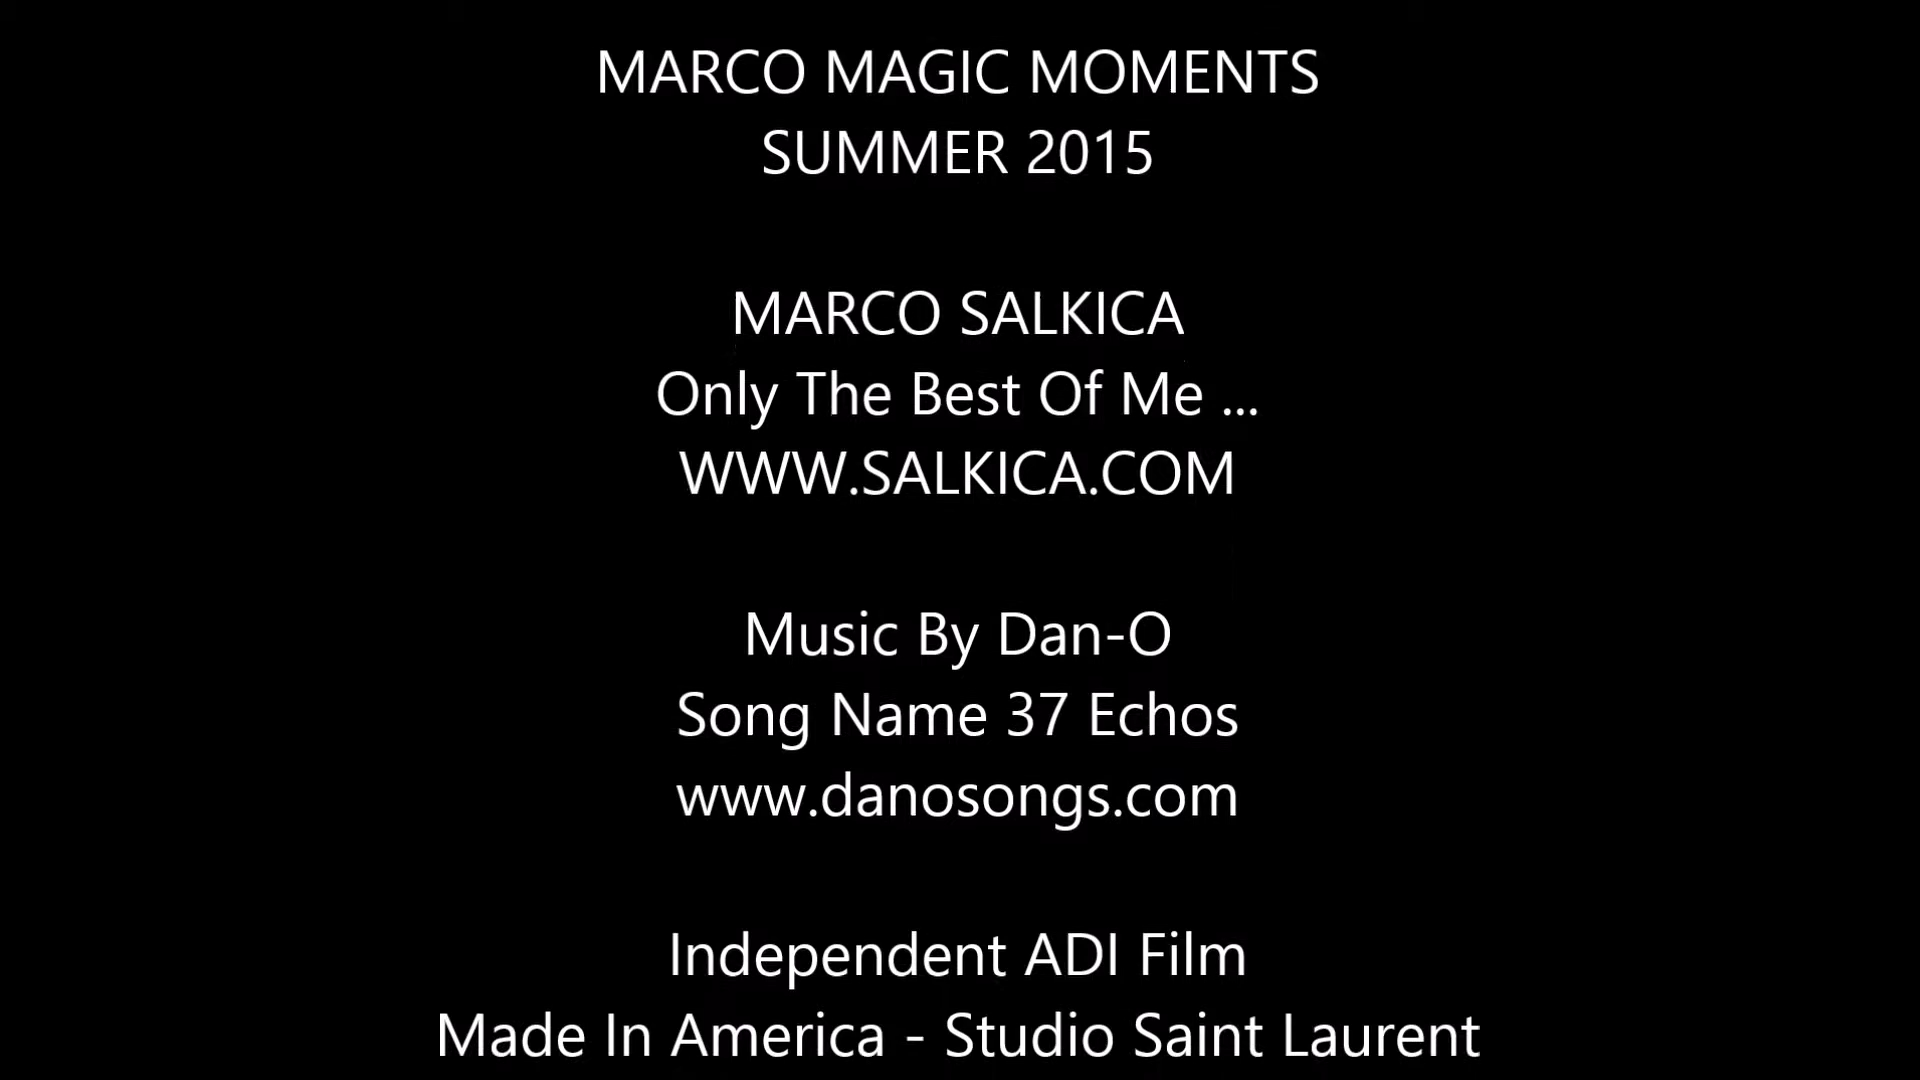 MARCO MAGIC MOMENTS
SUMMER 2015
MARCO SALKICA
Only The Best Of Me ...
WWW.SALKICA.COM
Music By Dan-O
Song Name 37 Echos
www.danosongs.com
Independent ADI Film
Made In America - Studio Saint Laurent